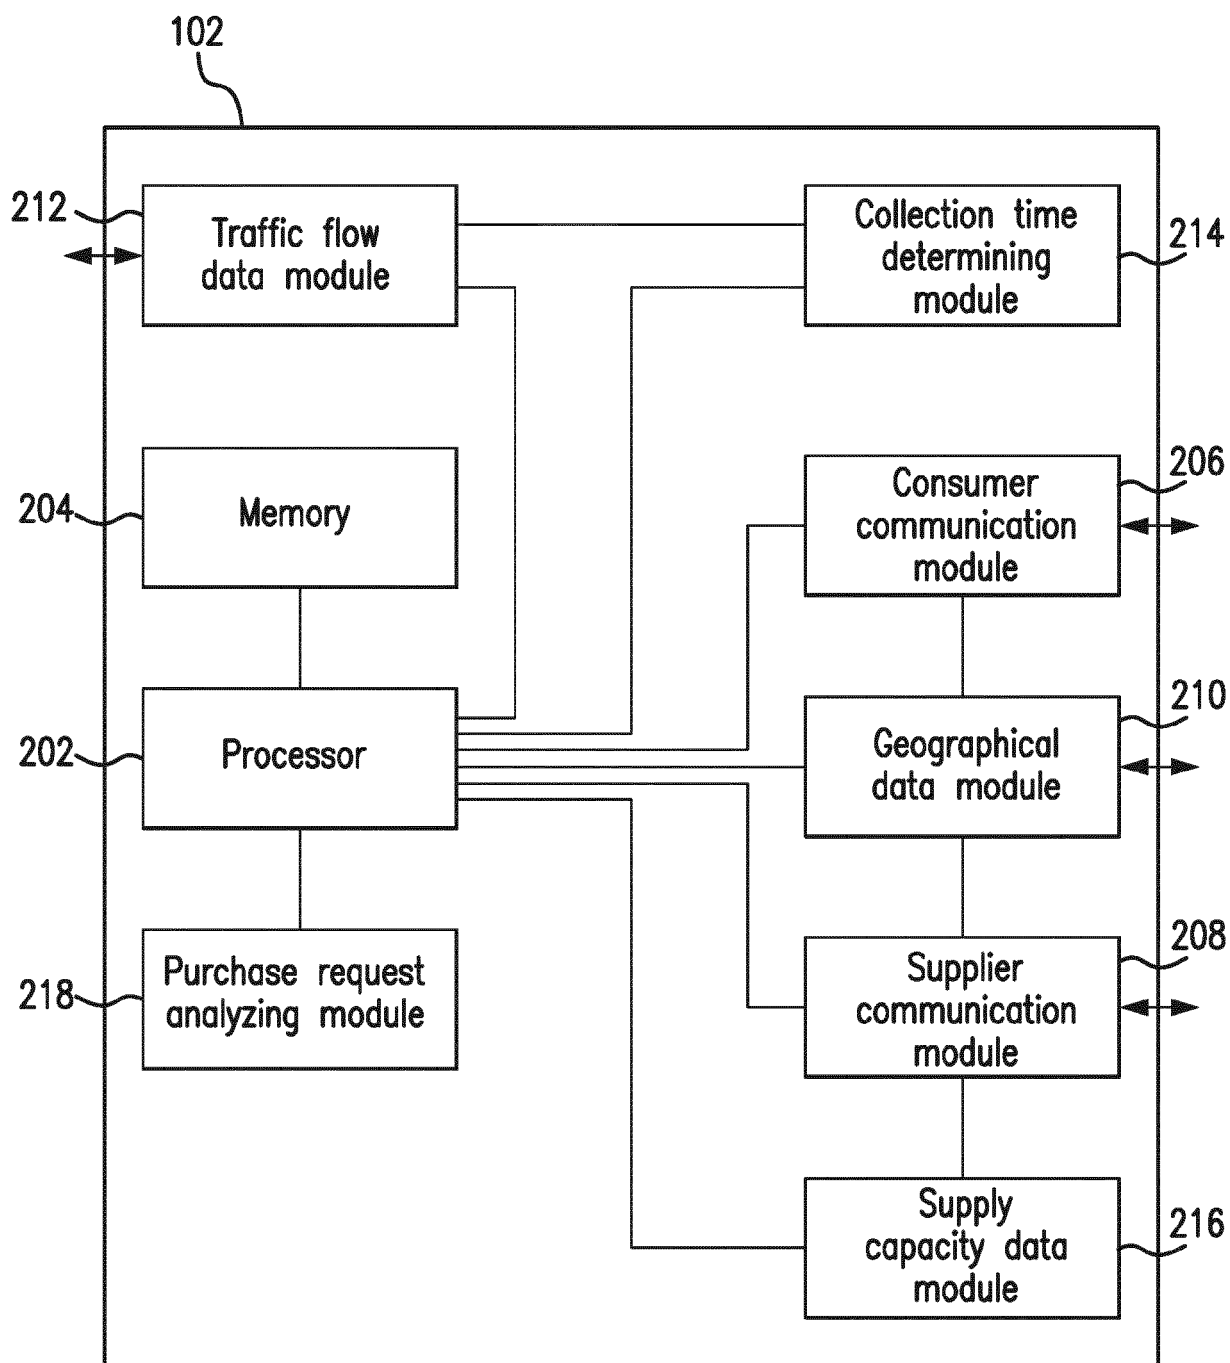 102
212
Traffic flow
data module
Collection time
determining
module
214
204
Memory
Consumer
communication
module
206
202
Processor
Geographical
data module
210
218
Purchase request
analyzing module
Supplier
communication
module
208
Supply
capacity data
module
216